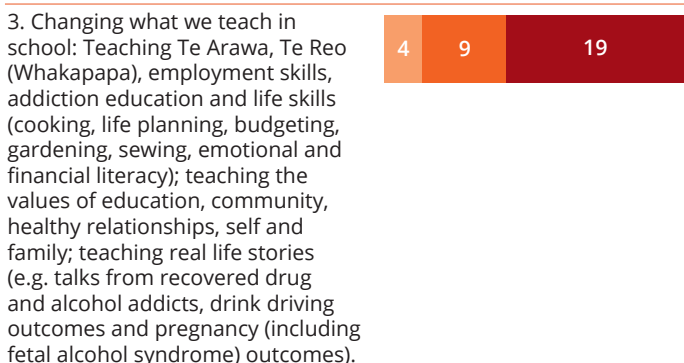 3. Changing what we teach in
school: Teaching Te Arawa, Te Reo
(Whakapapa), employment skills,
addiction education and life skills
(cooking, life planning, budgeting,
gardening, sewing, emotional and
financial literacy); teaching the
values of education, community,
healthy relationships, self and
family; teaching real life stories
(e.g. talks from recovered drug
and alcohol addicts, drink driving
outcomes and pregnancy (including
fetal alcohol syndrome) outcomes).
4 9 19